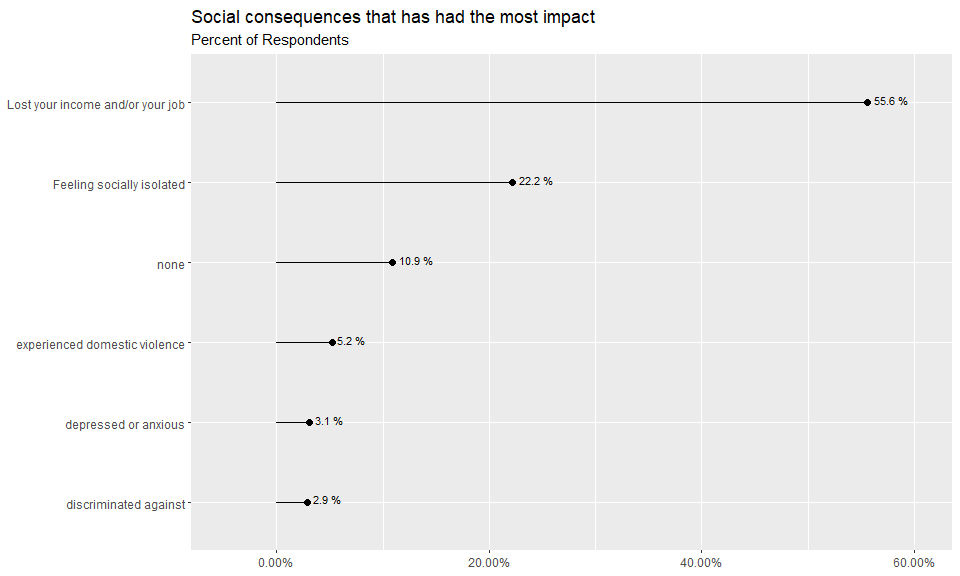 Social consequences that has had the most impact
Percent of Respondents
Lost your income and/or your job
55.6 %
Feeling socially isolated
22.2 %
none
10.9 %
experienced domestic violence
5.2 %
depressed or anxious
3.1 %
discriminated against
2.9 %
0.00% 20.00% 40.00% 60.00%